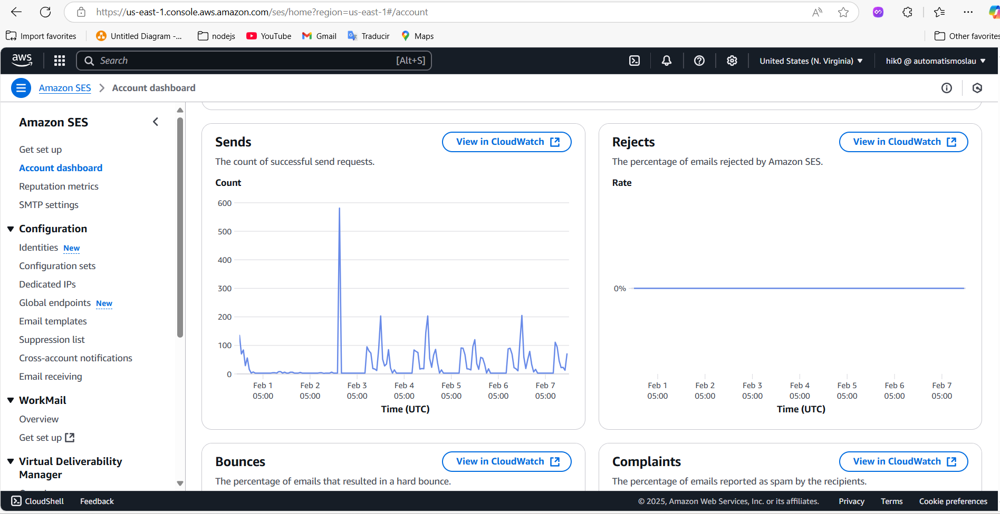 https://us-east-1.console.aws.amazon.com/ses/home?region=us-east-1#/account
Import favorites
Untitled Diagram -...
nodejs
YouTube
Gmail
Traducir
Maps
Other favorites
aws
Search
[Alt+S]
United States (N. Virginia)
hik0 @ automatismoslau
Amazon SES
Account dashboard
Amazon SES
Get set up
Account dashboard
Reputation metrics
SMTP settings
Configuration
Identities New
Configuration sets
Dedicated IPs
Global endpoints New
Email templates
Suppression list
Cross-account notifications
Email receiving
WorkMail
Overview
Get set up
Virtual Deliverability
Manager
Sends
View in CloudWatch
The count of successful send requests.
Count
600
500
400
300
200
100
0
Feb 1 Feb 2 Feb 3 Feb 4 Feb 5 Feb 6 Feb 7
05:00 05:00 05:00 05:00 05:00 05:00 05:00
Time (UTC)
Rejects
View in CloudWatch
The percentage of emails rejected by Amazon SES.
Rate
0%
Feb 1 Feb 2 Feb 3 Feb 4 Feb 5 Feb 6 Feb 7
05:00 05:00 05:00 05:00 05:00 05:00 05:00
Time (UTC)
Bounces
View in CloudWatch
The percentage of emails that resulted in a hard bounce.
Complaints
View in CloudWatch
The percentage of emails reported as spam by the recipients.
CloudShell
Feedback
© 2025, Amazon Web Services, Inc. or its affiliates.
Privacy
Terms
Cookie preferences